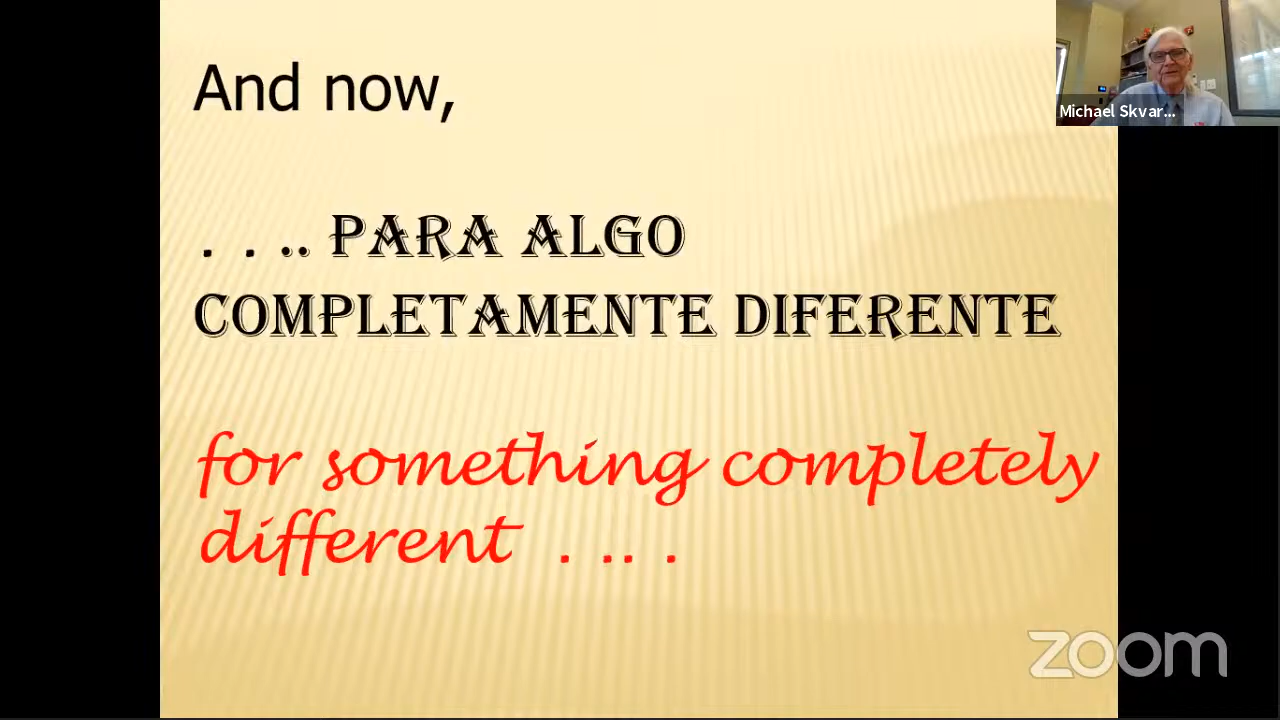 And now,
Michael Skvar...
. . .. PARA ALGO
COMPLETAMENTE DIFERENTE
for something completely
different . .. .
zoom